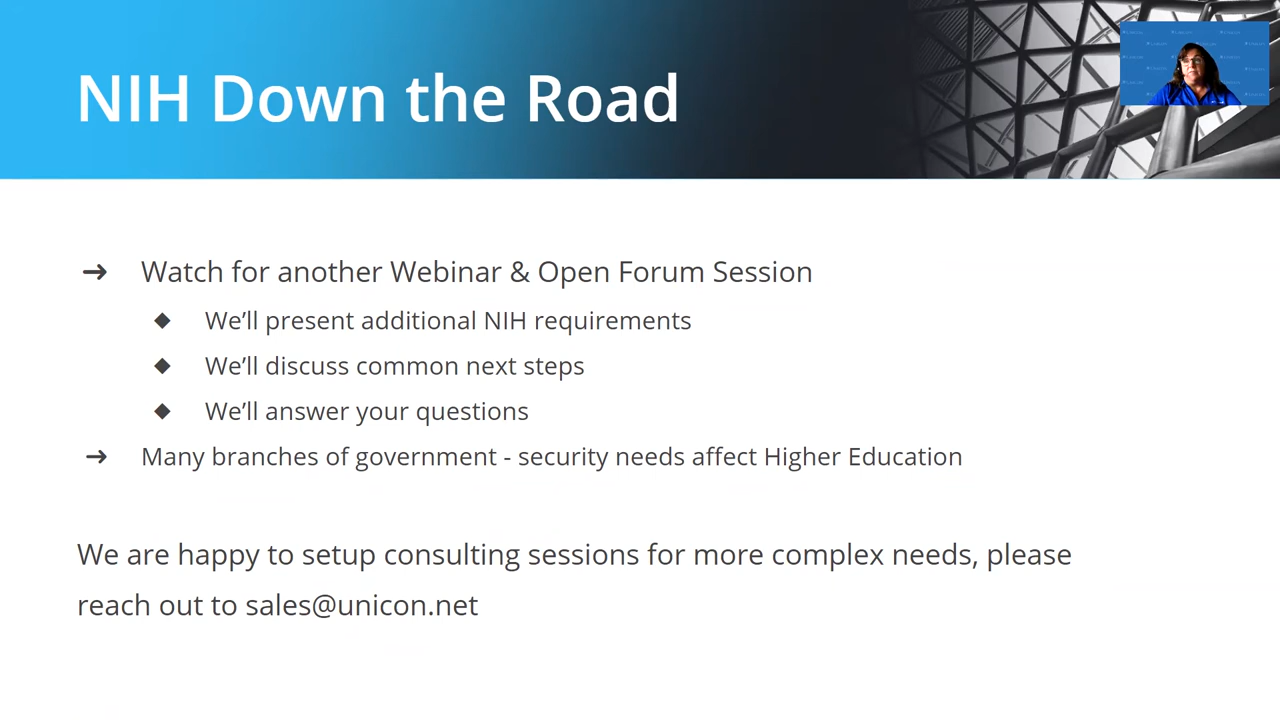 NIH Down the Road
➔ Watch for another Webinar & Open Forum Session
◆ We’ll present additional NIH requirements
◆ We’ll discuss common next steps
◆ We’ll answer your questions
➔ Many branches of government - security needs affect Higher Education
We are happy to setup consulting sessions for more complex needs, please
reach out to sales@unicon.net